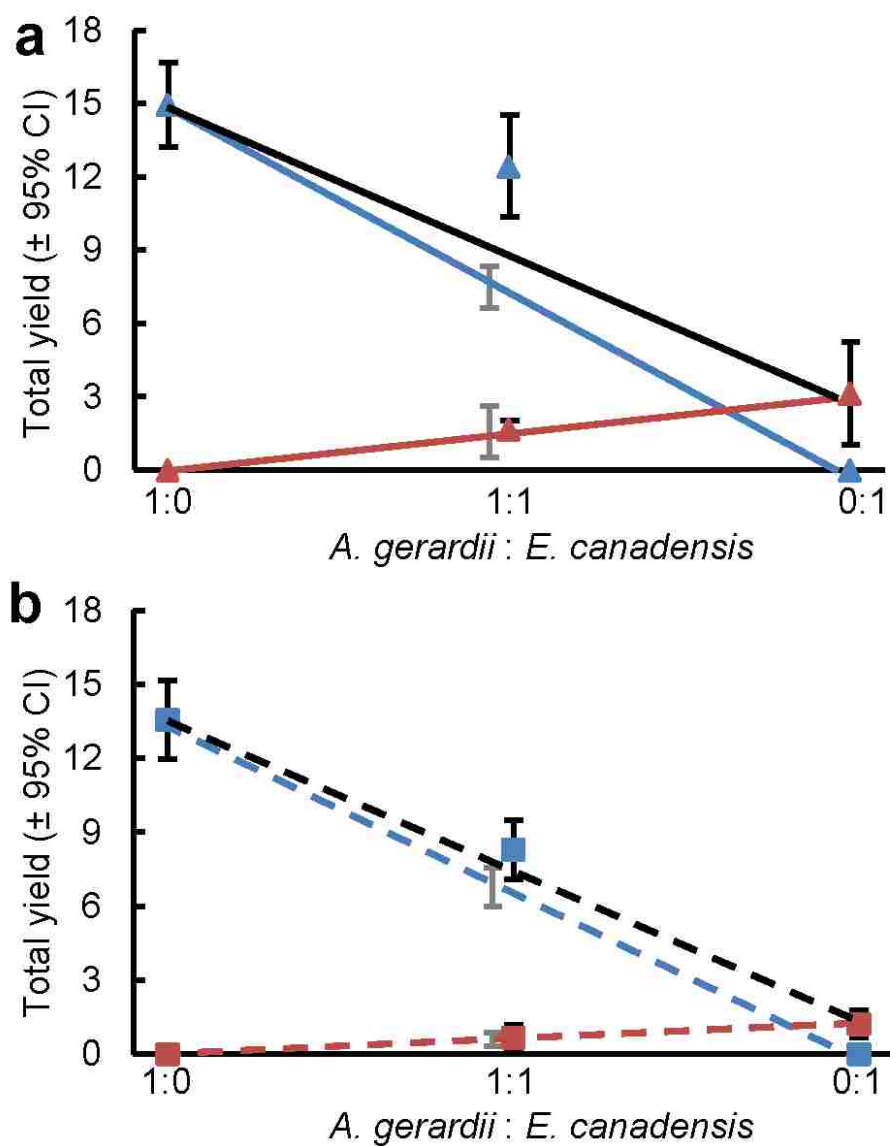 a
18
15
12
9
6
3
0
Total yield (± 95% CI)
1:0 1:1 0:1
A. gerardii : E. canadensis
b
18
15
12
9
6
3
0
Total yield (± 95% CI)
1:0 1:1 0:1
A. gerardii : E. canadensis